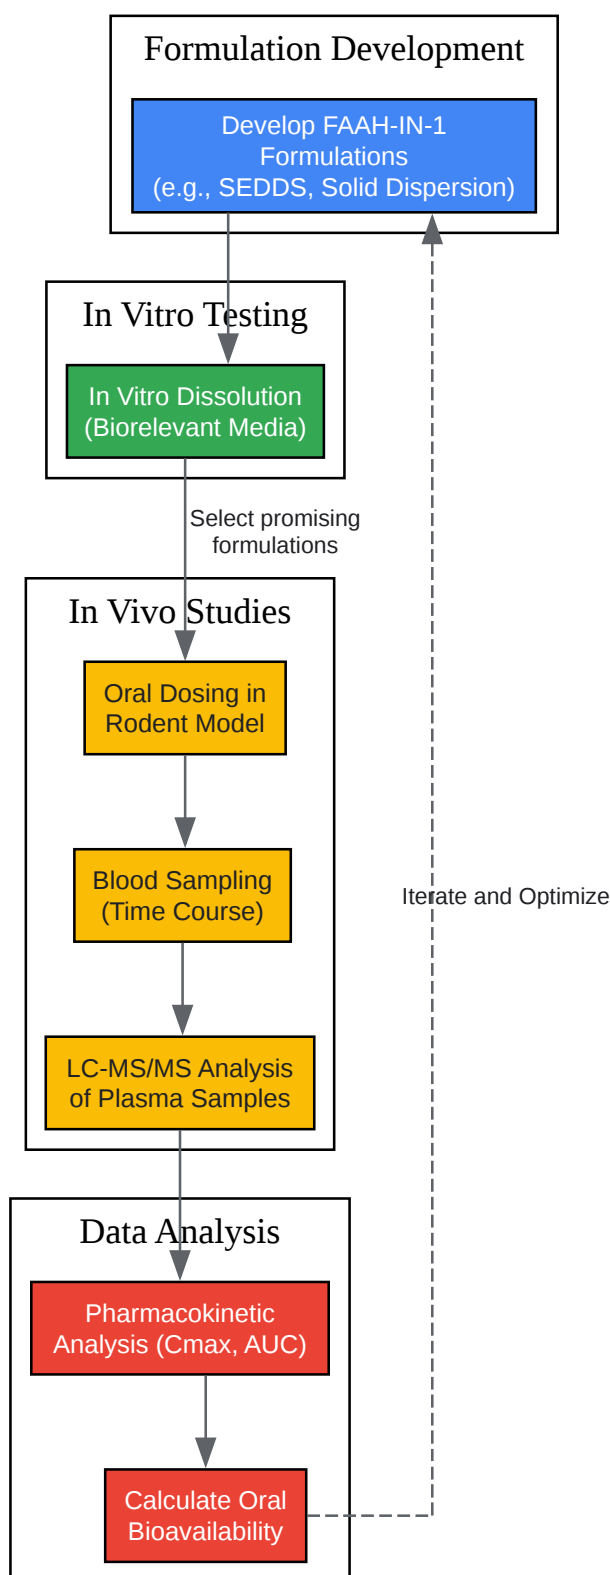 Formulation Development
Develop FAAH-IN-1
Formulations
(e.g., SEDDS, Solid Dispersion)
In Vitro Testing
In Vitro Dissolution
(Biorelevant Media)
Select promising
formulations
In Vivo Studies
Oral Dosing in
Rodent Model
Blood Sampling
(Time Course)
Iterate and Optimize
LC-MS/MS Analysis
of Plasma Samples
Data Analysis
Pharmacokinetic
Analysis (Cmax, AUC)
Calculate Oral
Bioavailability